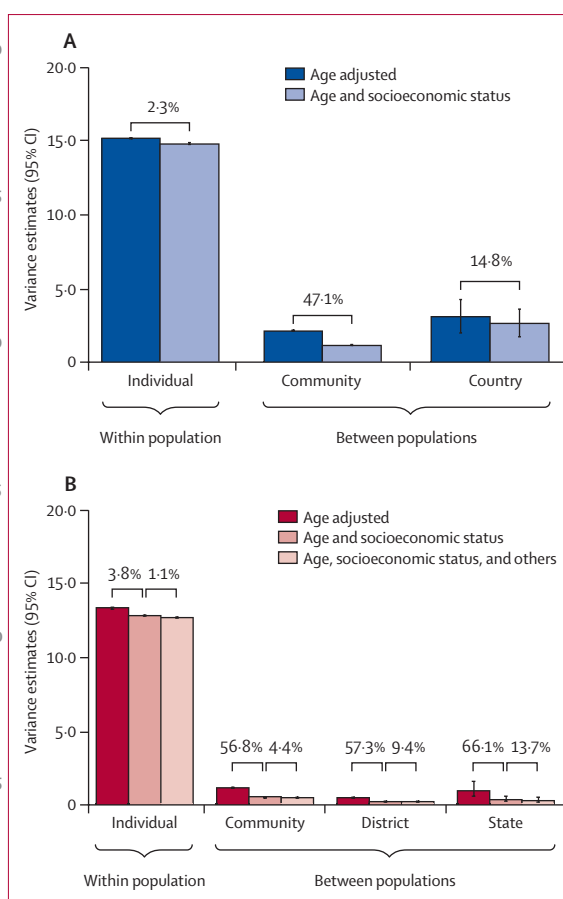 A
20·0
Age adjusted
Age and socioeconomic status
2·3%
15·0
10·0
14·8%
5·0
47·1%
0
Variance estimates (95% CI)
Individual
Community
Country
Within population
Between populations
B
20·0
Age adjusted
Age and socioeconomic status
Age, socioeconomic status, and others
3·8% 1·1%
15·0
10·0
5·0
56·8% 4·4% 57·3% 9·4% 66·1% 13·7%
0
Variance estimates (95% CI)
Individual
Community
District
State
Within population
Between populations